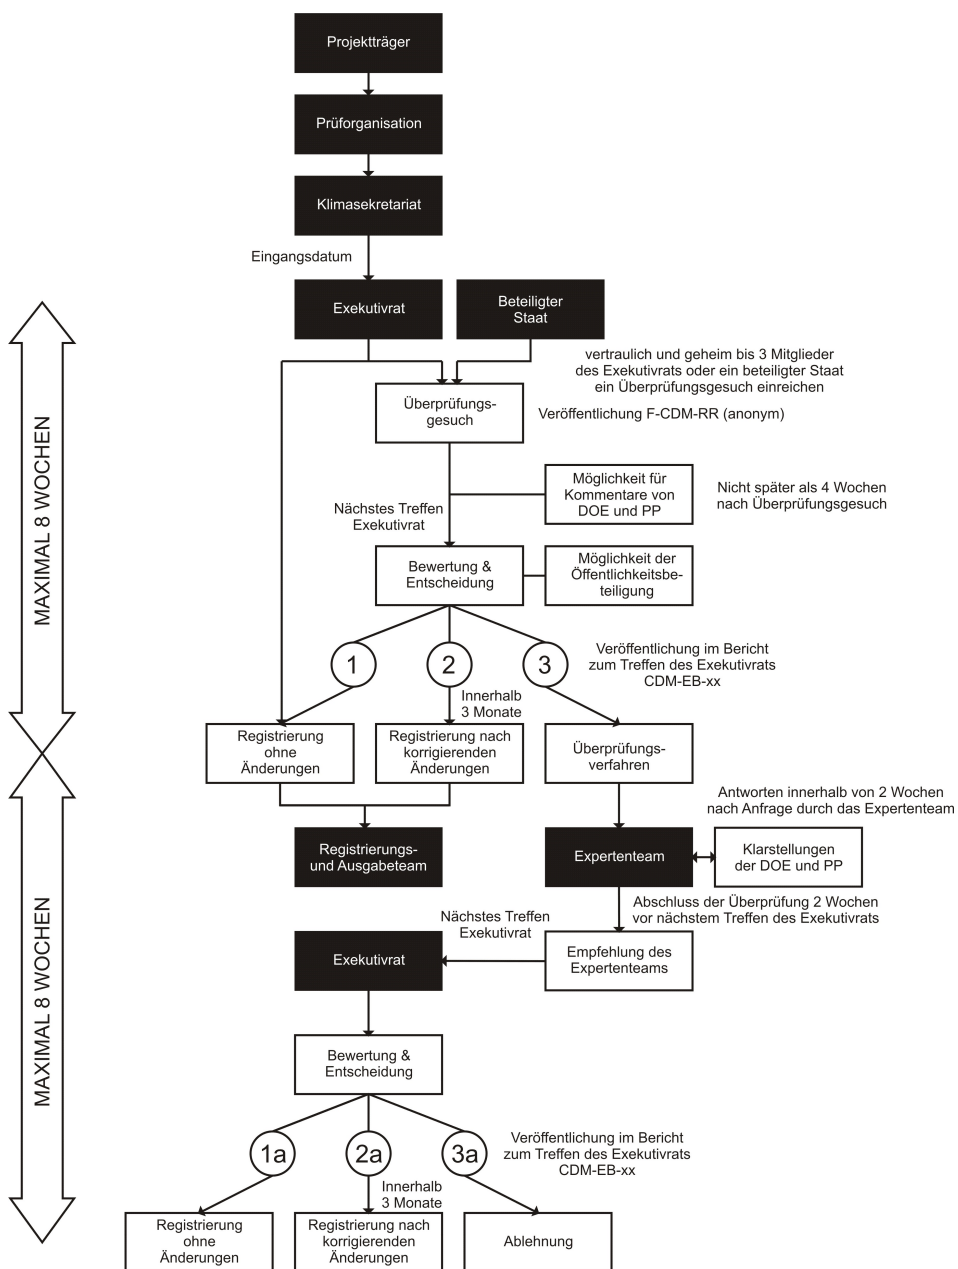 Projektträger
Prüforganisation
Klimasekretariat
Eingangsdatum
Exekutivrat
Beteiligter
Staat
vertraulich und geheim bis 3 Mitglieder
des Exekutivrats oder ein beteiligter Staat
ein Überprüfungsgesuch einreichen
Überprüfungs-
gesuch
Veröffentlichung F-CDM-RR (anonym)
MAXIMAL 8 WOCHEN
Möglichkeit für
Kommentare von
DOE und PP
Nicht später als 4 Wochen
nach Überprüfungsgesuch
Nächstes Treffen
Exekutivrat
Bewertung &
Entscheidung
Möglichkeit der
Öffentlichkeitsbe-
teiligung
1
2
3
Veröffentlichung im Bericht
zum Treffen des Exekutivrats
CDM-EB-xx
Innerhalb
3 Monate
Registrierung
ohne
Änderungen
Registrierung nach
korrigierenden
Änderungen
Überprüfungs-
verfahren
Antworten innerhalb von 2 Wochen
nach Anfrage durch das Expertenteam
Registrierungs-
und Ausgabeteam
Expertenteam
Klarstellungen
der DOE und PP
MAXIMAL 8 WOCHEN
Abschluss der Überprüfung 2 Wochen
vor nächstem Treffen des Exekutivrats
Nächstes Treffen
Exekutivrat
Exekutivrat
Empfehlung des
Expertenteams
Bewertung &
Entscheidung
1a
2a
3a
Veröffentlichung im Bericht
zum Treffen des Exekutivrats
CDM-EB-xx
Innerhalb
3 Monate
Registrierung
ohne
Änderungen
Registrierung nach
korrigierenden
Änderungen
Ablehnung